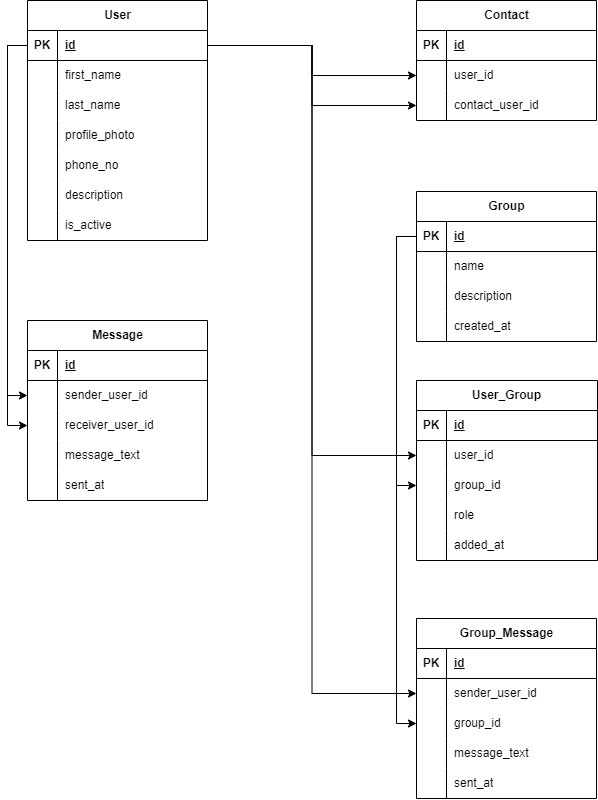 User
PK id
first_name
last_name
profile_photo
phone_no
description
is_active
Contact
PK id
user_id
contact_user_id
Group
PK id
name
description
created_at
Message
PK id
sender_user_id
receiver_user_id
message_text
sent_at
User_Group
PK id
user_id
group_id
role
added_at
Group_Message
PK id
sender_user_id
group_id
message_text
sent_at